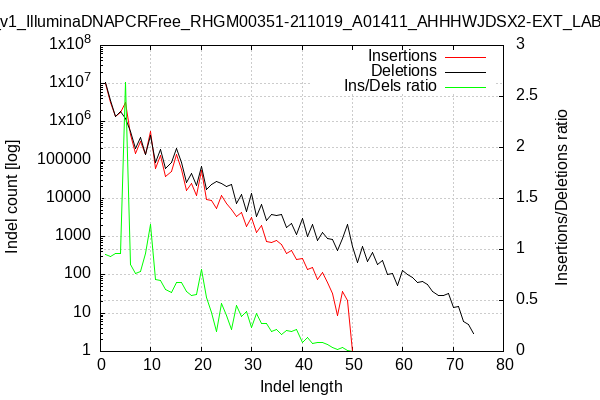 _v1_IlluminaDNAPCRFree_RHGM00351-211019_A01411_AHHHWJDSX2-EXT_LAB
Insertions
Deletions
Ins/Dels ratio
1x10^8
1x10^7
1x10^6
100000
10000
1000
100
10
1
3
2.5
2
1.5
1
0.5
0
0 10 20 30 40 50 60 70 80
Indel count [log]
Insertions/Deletions ratio
Indel length